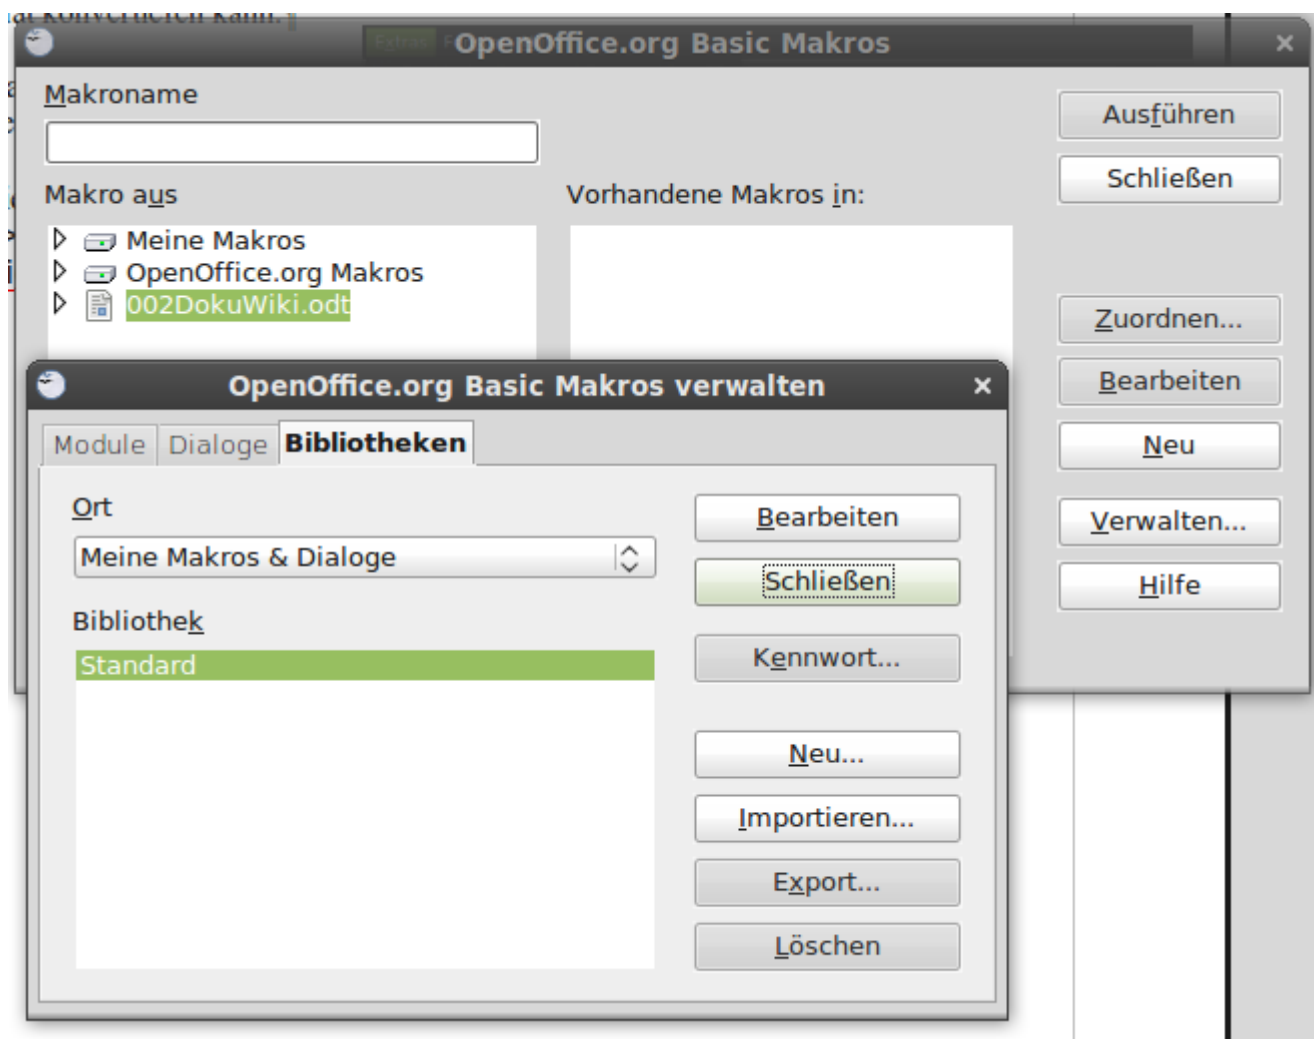 konvertieren kann.
OpenOffice.org Basic Makros
Makroname
Ausführen
Schließen
Makro aus
Vorhandene Makros in:
Meine Makros
OpenOffice.org Makros
002DokuWiki.odt
Zuordnen...
Bearbeiten
Neu
Verwalten...
Hilfe
OpenOffice.org Basic Makros verwalten
Module Dialoge Bibliotheken
Ort
Meine Makros & Dialoge
Bibliothek
Standard
Bearbeiten
Schließen
Kennwort...
Neu...
Importieren...
Export...
Löschen